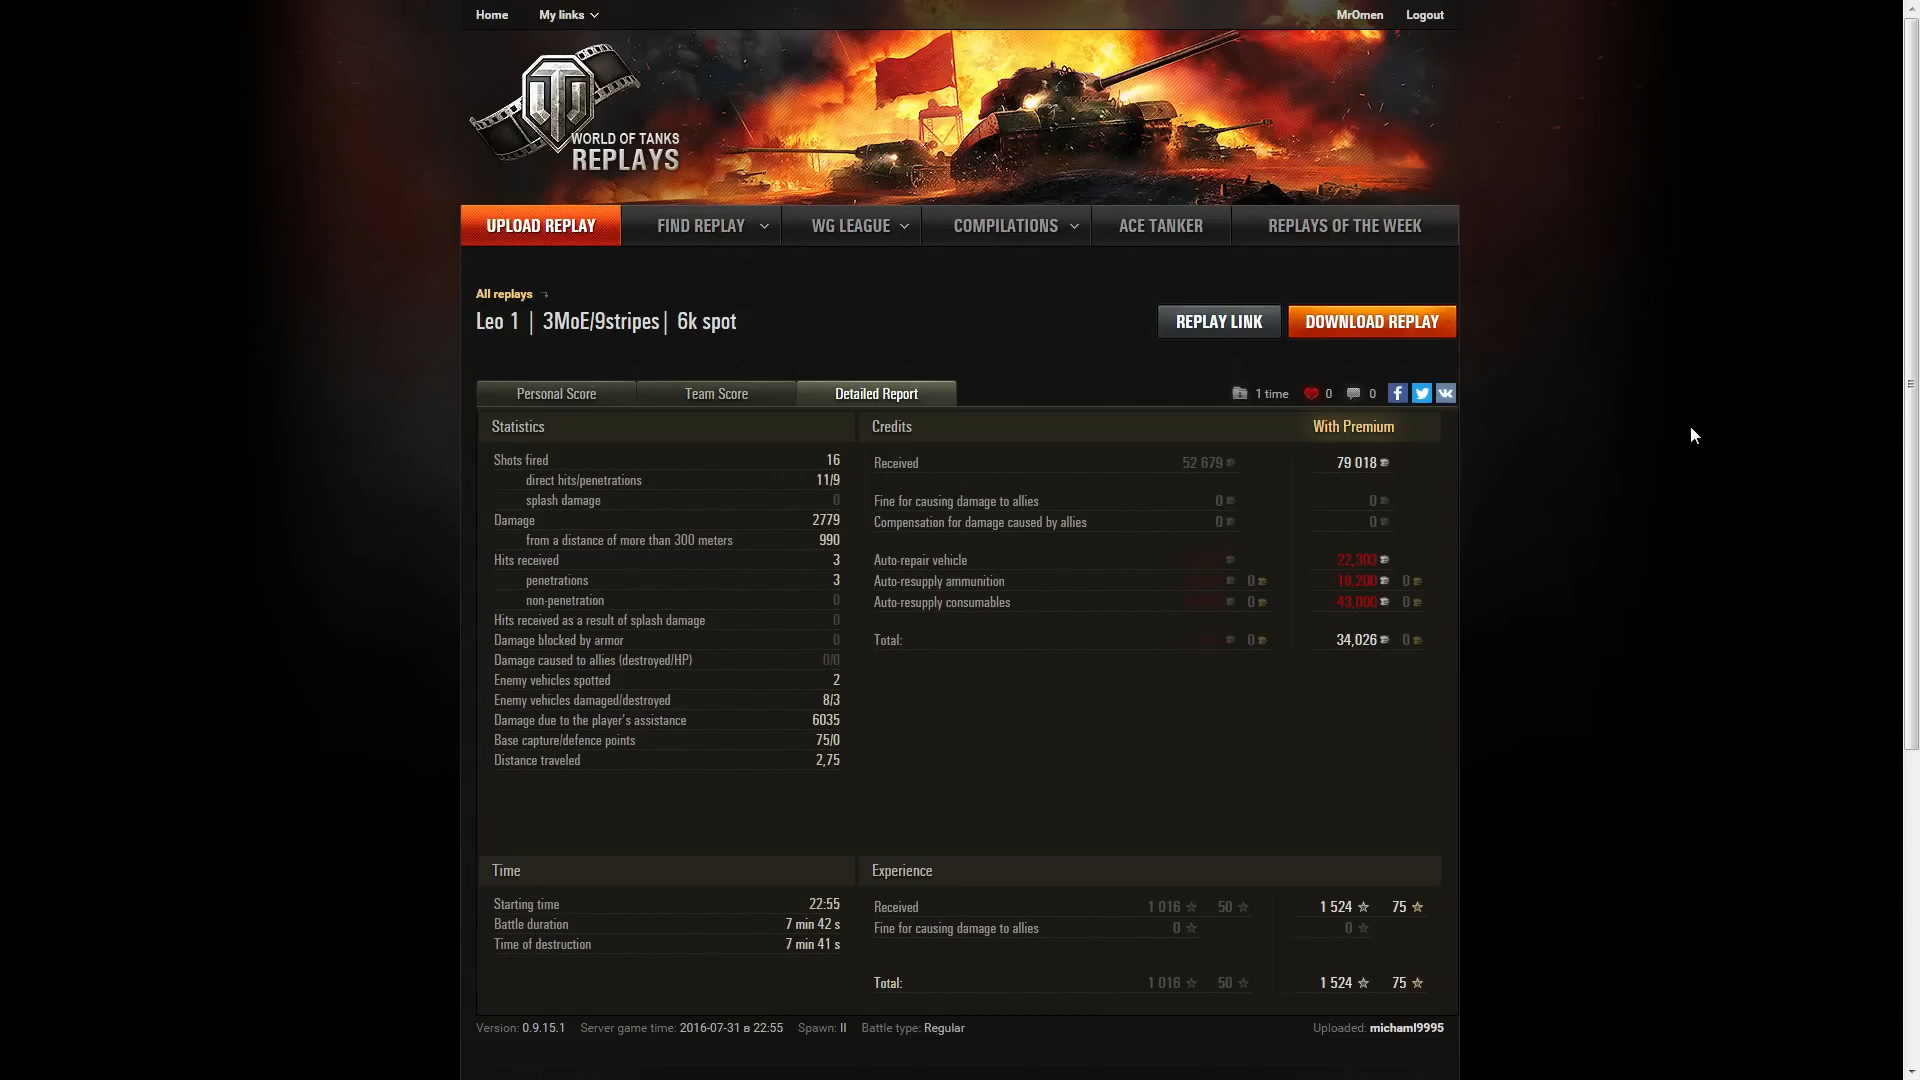 Home My links MrOmen Logout
WORLD OF TANKS
REPLAYS
UPLOAD REPLAY FIND REPLAY WG LEAGUE COMPILATIONS ACE TANKER REPLAYS OF THE WEEK
All replays
Leo 1 | 3MoE/9stripes| 6k spot
REPLAY LINK DOWNLOAD REPLAY
Personal Score Team Score Detailed Report 1 time 0 0
Statistics Credits With Premium
Shots fired 16 Received 52 679 79 018
direct hits/penetrations 11/9
splash damage 0 Fine for causing damage to allies 0 0
Damage 2779 Compensation for damage caused by allies 0 0
from a distance of more than 300 meters 990
Hits received 3 Auto-repair vehicle 22,303
penetrations 3 Auto-resupply ammunition 0 0
non-penetration 0 Auto-resupply consumables 0 43,000 0
Hits received as a result of splash damage 0
Damage blocked by armor 0 Total: 0 34,026 0
Damage caused to allies (destroyed/HP) 0/0
Enemy vehicles spotted 2
Enemy vehicles damaged/destroyed 8/3
Damage due to the player's assistance 6035
Base capture/defence points 75/0
Distance traveled 2,75
Time Experience
Starting time 22:55 Received 1 016 50 1 524 75
Battle duration 7 min 42 s Fine for causing damage to allies 0 0
Time of destruction 7 min 41 s
Total: 1 016 50 1 524 75
Version: 0.9.15.1 Server game time: 2016-07-31 в 22:55 Spawn: II Battle type: Regular Uploaded: michaml9995